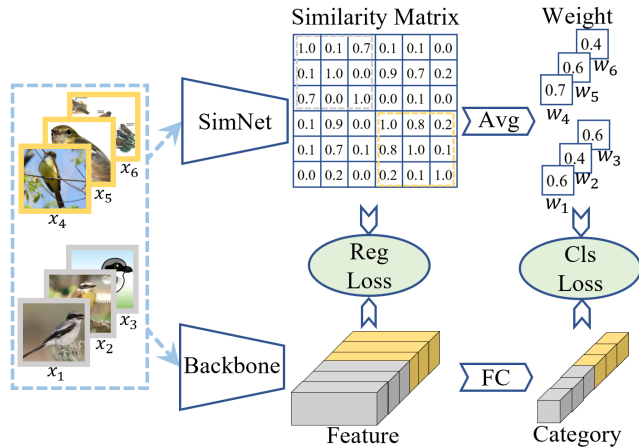 Similarity Matrix
Weight
1.0 0.1 0.7 0.1 0.1 0.0
0.1 1.0 0.0 0.9 0.7 0.2
0.7 0.0 1.0 0.0 0.1 0.0
0.1 0.9 0.0 1.0 0.8 0.2
0.1 0.7 0.1 0.8 1.0 0.1
0.0 0.2 0.0 0.2 0.1 1.0
SimNet
Avg
0.4
w₆
0.6
w₅
0.7
w₄
0.6
w₃
0.4
w₂
0.6
w₁
x₆
x₅
x₄
x₃
x₂
x₁
Reg
Loss
Cls
Loss
Backbone
FC
Feature
Category